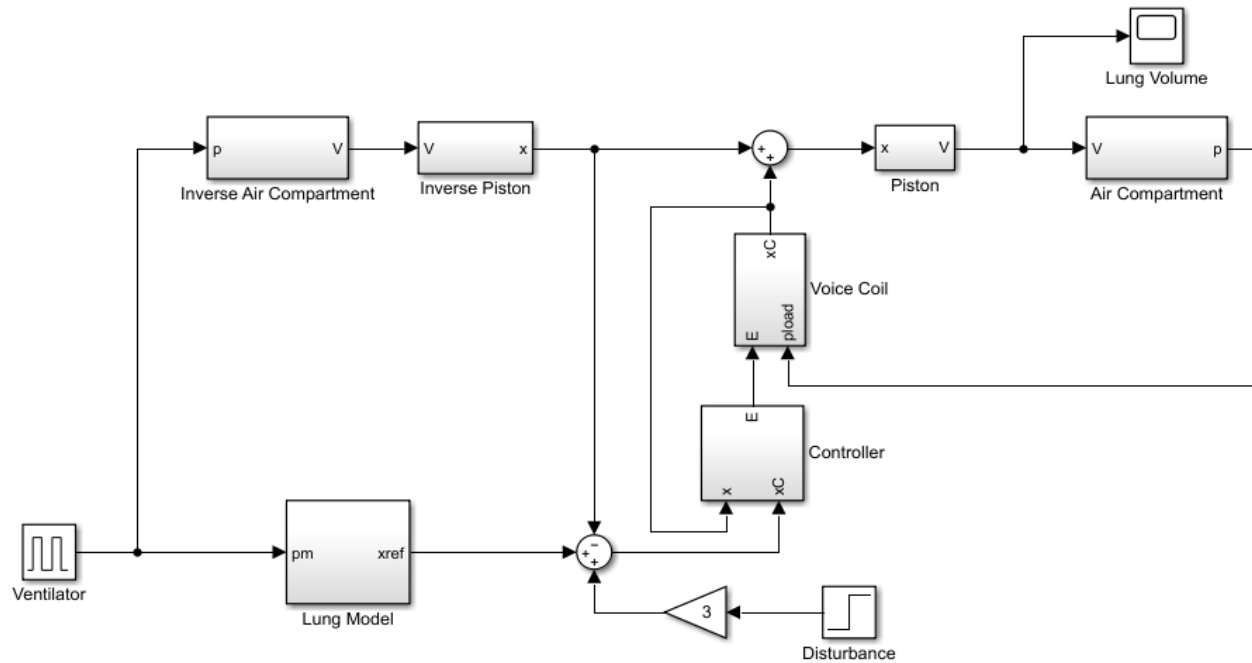 Lung Volume
p
V
Inverse Air Compartment
V
x
Inverse Piston
+
+
x
V
Piston
V
p
Air Compartment
xC
E
pload
Voice Coil
E
x
xC
Controller
Ventilator
pm
xref
Lung Model
−
+
+
3
Disturbance